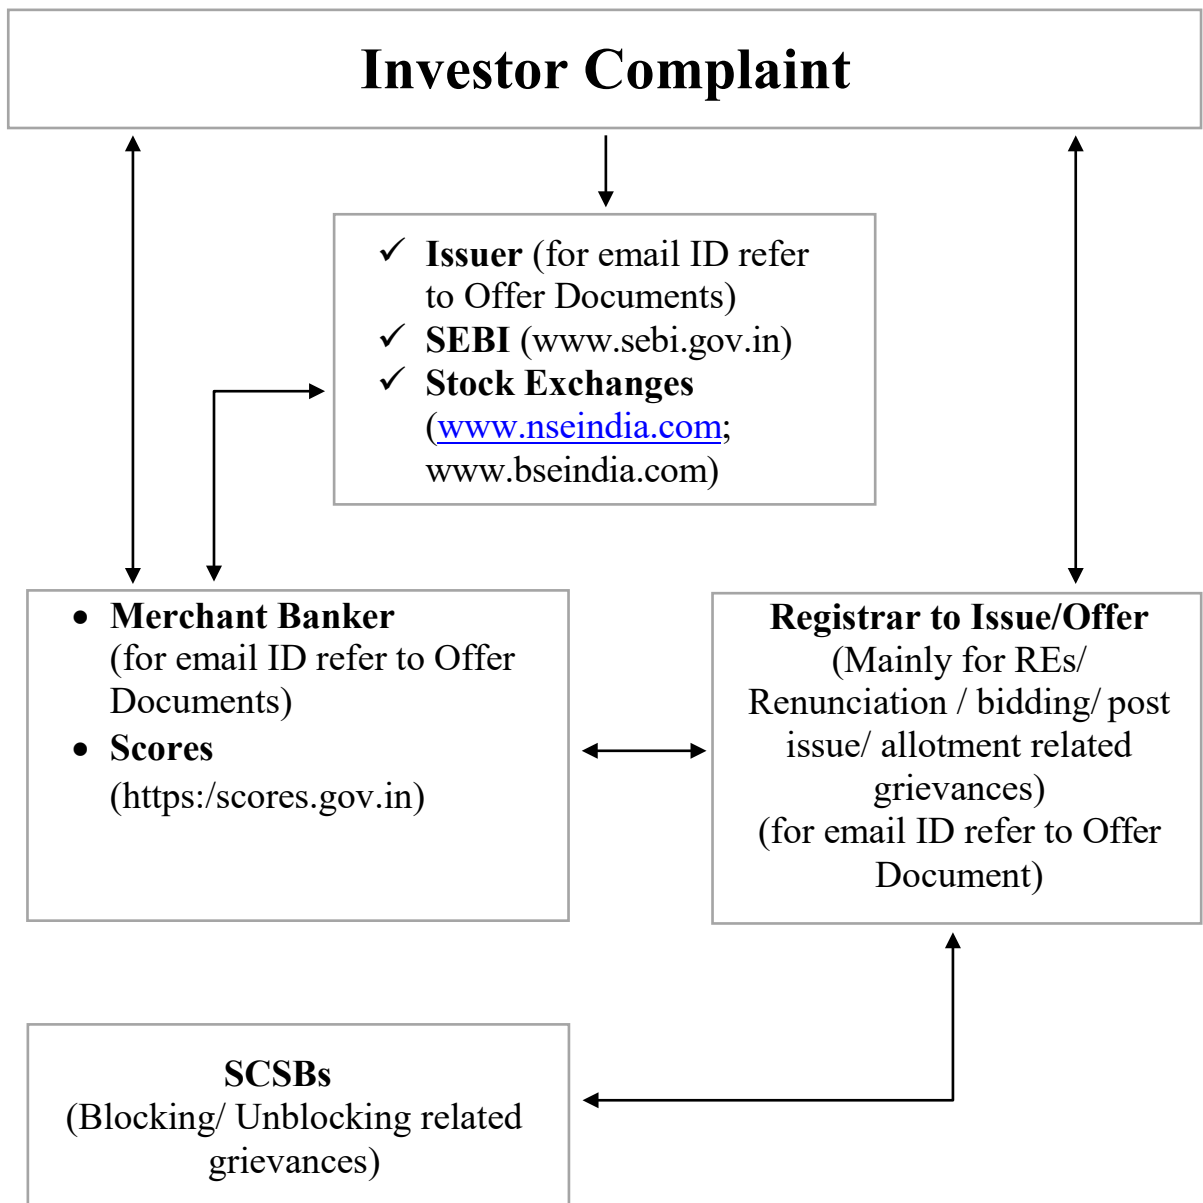 Investor Complaint
✓ Issuer (for email ID refer
to Offer Documents)
✓ SEBI (www.sebi.gov.in)
✓ Stock Exchanges
(www.nseindia.com;
www.bseindia.com)
• Merchant Banker
(for email ID refer to Offer
Documents)
• Scores
(https:/scores.gov.in)
Registrar to Issue/Offer
(Mainly for REs/
Renunciation / bidding/ post
issue/ allotment related
grievances)
(for email ID refer to Offer
Document)
SCSBs
(Blocking/ Unblocking related
grievances)